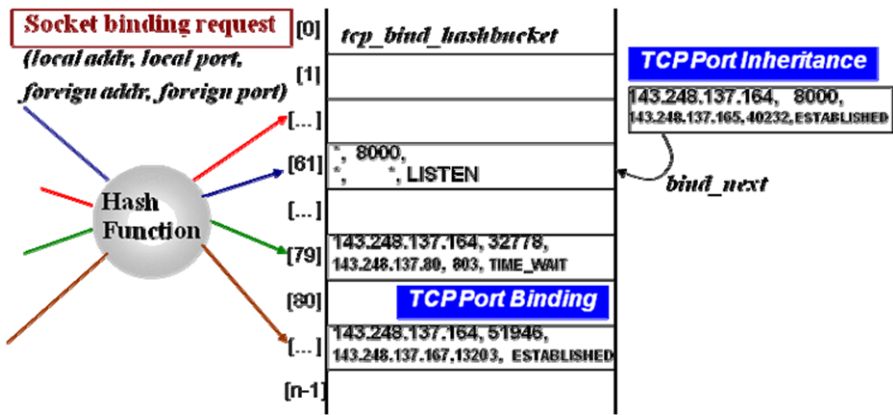 Socket binding request
(local addr, local port,
foreign addr, foreign port)
Hash
Function
[0]
[1]
[...]
[61]
[...]
[79]
[80]
[...]
[n-1]
tcp_bind_hashbucket
*, 8000,
*, *, LISTEN
143.248.137.164, 32778,
143.248.137.80, 803, TIME_WAIT
TCP Port Binding
143.248.137.164, 51946,
143.248.137.167,13203, ESTABLISHED
TCP Port Inheritance
143.248.137.164, 8000,
143.248.137.165,40232,ESTABLISHED
bind_next